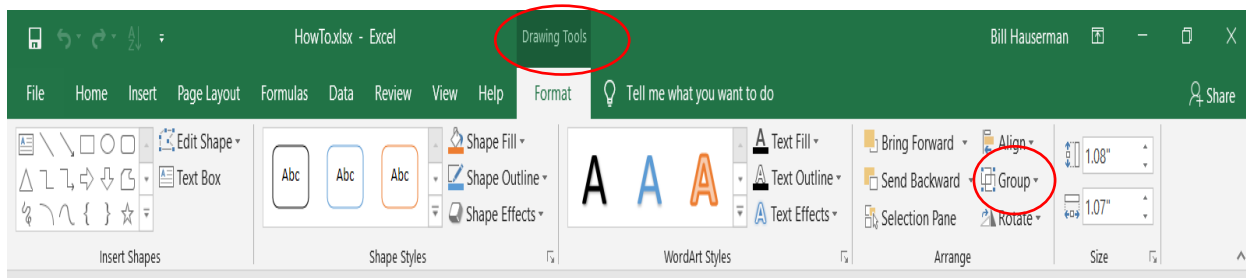 HowTo.xlsx - Excel
Drawing Tools
Bill Hauserman
File Home Insert Page Layout Formulas Data Review View Help Format Tell me what you want to do Share
Edit Shape
Text Box
Insert Shapes
Abc Abc Abc
Shape Fill
Shape Outline
Shape Effects
Shape Styles
A A A
Text Fill
Text Outline
Text Effects
WordArt Styles
Bring Forward Align
Send Backward Group
Selection Pane Rotate
Arrange
1.08"
1.07"
Size